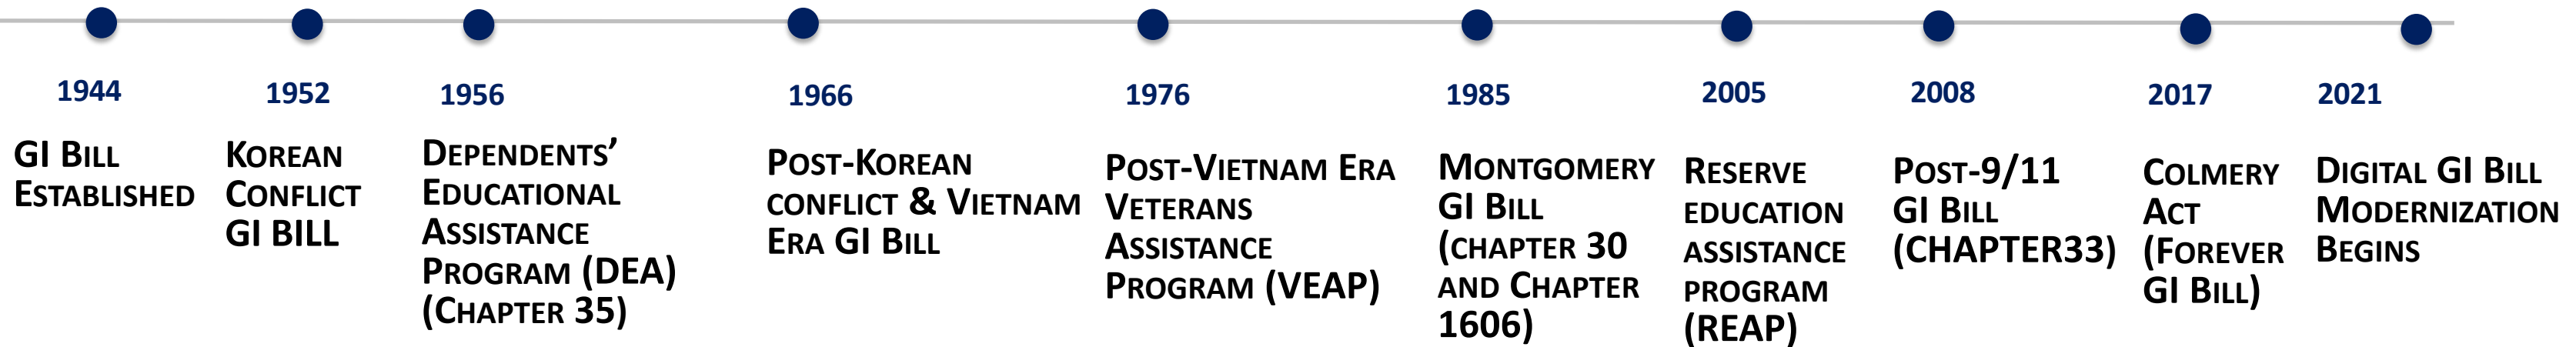 1944
GI Bill
Established
1952
Korean
Conflict
GI BILL
1956
Dependents’
Educational
Assistance
Program (DEA)
(Chapter 35)
1966
Post-Korean
conflict & Vietnam
Era GI Bill
1976
Post-Vietnam Era
Veterans
Assistance
Program (VEAP)
1985
Montgomery
GI Bill
(chapter 30
and Chapter
1606)
2005
Reserve
education
assistance
program
(REAP)
2008
Post-9/11
GI Bill
(CHAPTER33)
2017
Colmery
Act
(Forever
GI Bill)
2021
Digital GI Bill
Modernization
Begins